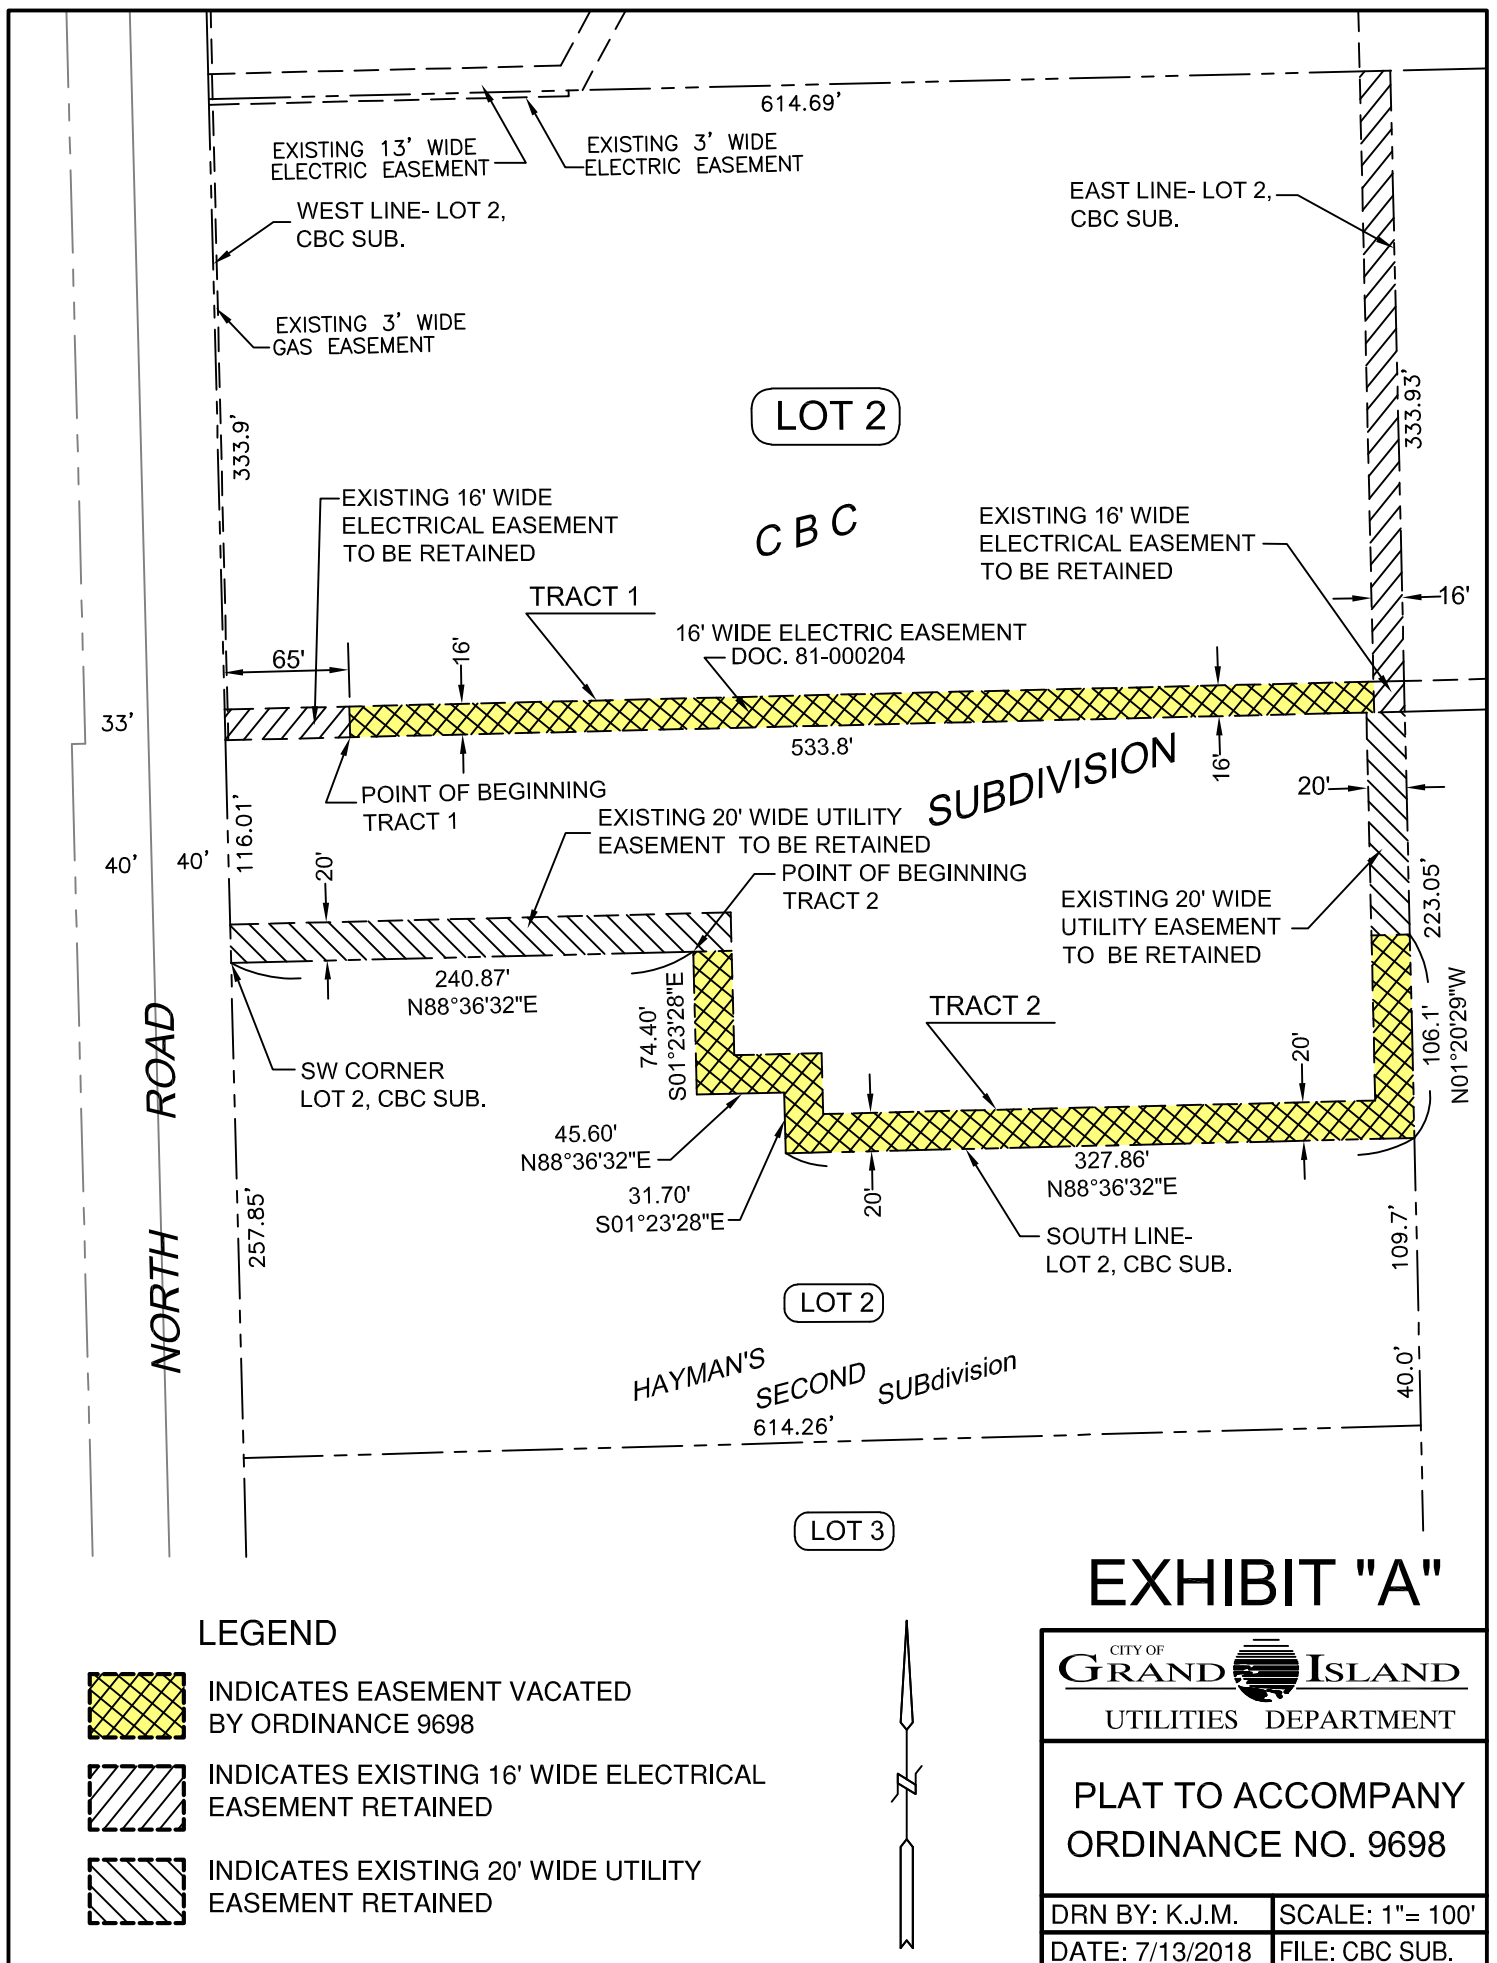 614.69'
EXISTING 13' WIDE
ELECTRIC EASEMENT
EXISTING 3' WIDE
ELECTRIC EASEMENT
WEST LINE- LOT 2,
CBC SUB.
EAST LINE- LOT 2,
CBC SUB.
EXISTING 3' WIDE
GAS EASEMENT
333.9'
333.93'
LOT 2
CBC
EXISTING 16' WIDE
ELECTRICAL EASEMENT
TO BE RETAINED
EXISTING 16' WIDE
ELECTRICAL EASEMENT
TO BE RETAINED
TRACT 1
16'
16' WIDE ELECTRIC EASEMENT
DOC. 81-000204
65'
16'
33'
533.8'
16'
SUBDIVISION
POINT OF BEGINNING
TRACT 1
20'
EXISTING 20' WIDE UTILITY
EASEMENT TO BE RETAINED
116.01'
40'
40'
20'
POINT OF BEGINNING
TRACT 2
EXISTING 20' WIDE
UTILITY EASEMENT
TO BE RETAINED
223.05'
240.87'
N88°36'32"E
74.40'
S01°23'28"E
TRACT 2
106.1'
N01°20'29"W
20'
SW CORNER
LOT 2, CBC SUB.
NORTH ROAD
45.60'
N88°36'32"E
327.86'
N88°36'32"E
31.70'
S01°23'28"E
20'
257.85'
SOUTH LINE-
LOT 2, CBC SUB.
109.7'
LOT 2
HAYMAN'S SECOND SUBdivision
40.0'
614.26'
LOT 3
EXHIBIT "A"
LEGEND
INDICATES EASEMENT VACATED
BY ORDINANCE 9698
INDICATES EXISTING 16' WIDE ELECTRICAL
EASEMENT RETAINED
INDICATES EXISTING 20' WIDE UTILITY
EASEMENT RETAINED
CITY OF
GRAND ISLAND
UTILITIES DEPARTMENT
PLAT TO ACCOMPANY
ORDINANCE NO. 9698
DRN BY: K.J.M.
SCALE: 1"= 100'
DATE: 7/13/2018
FILE: CBC SUB.